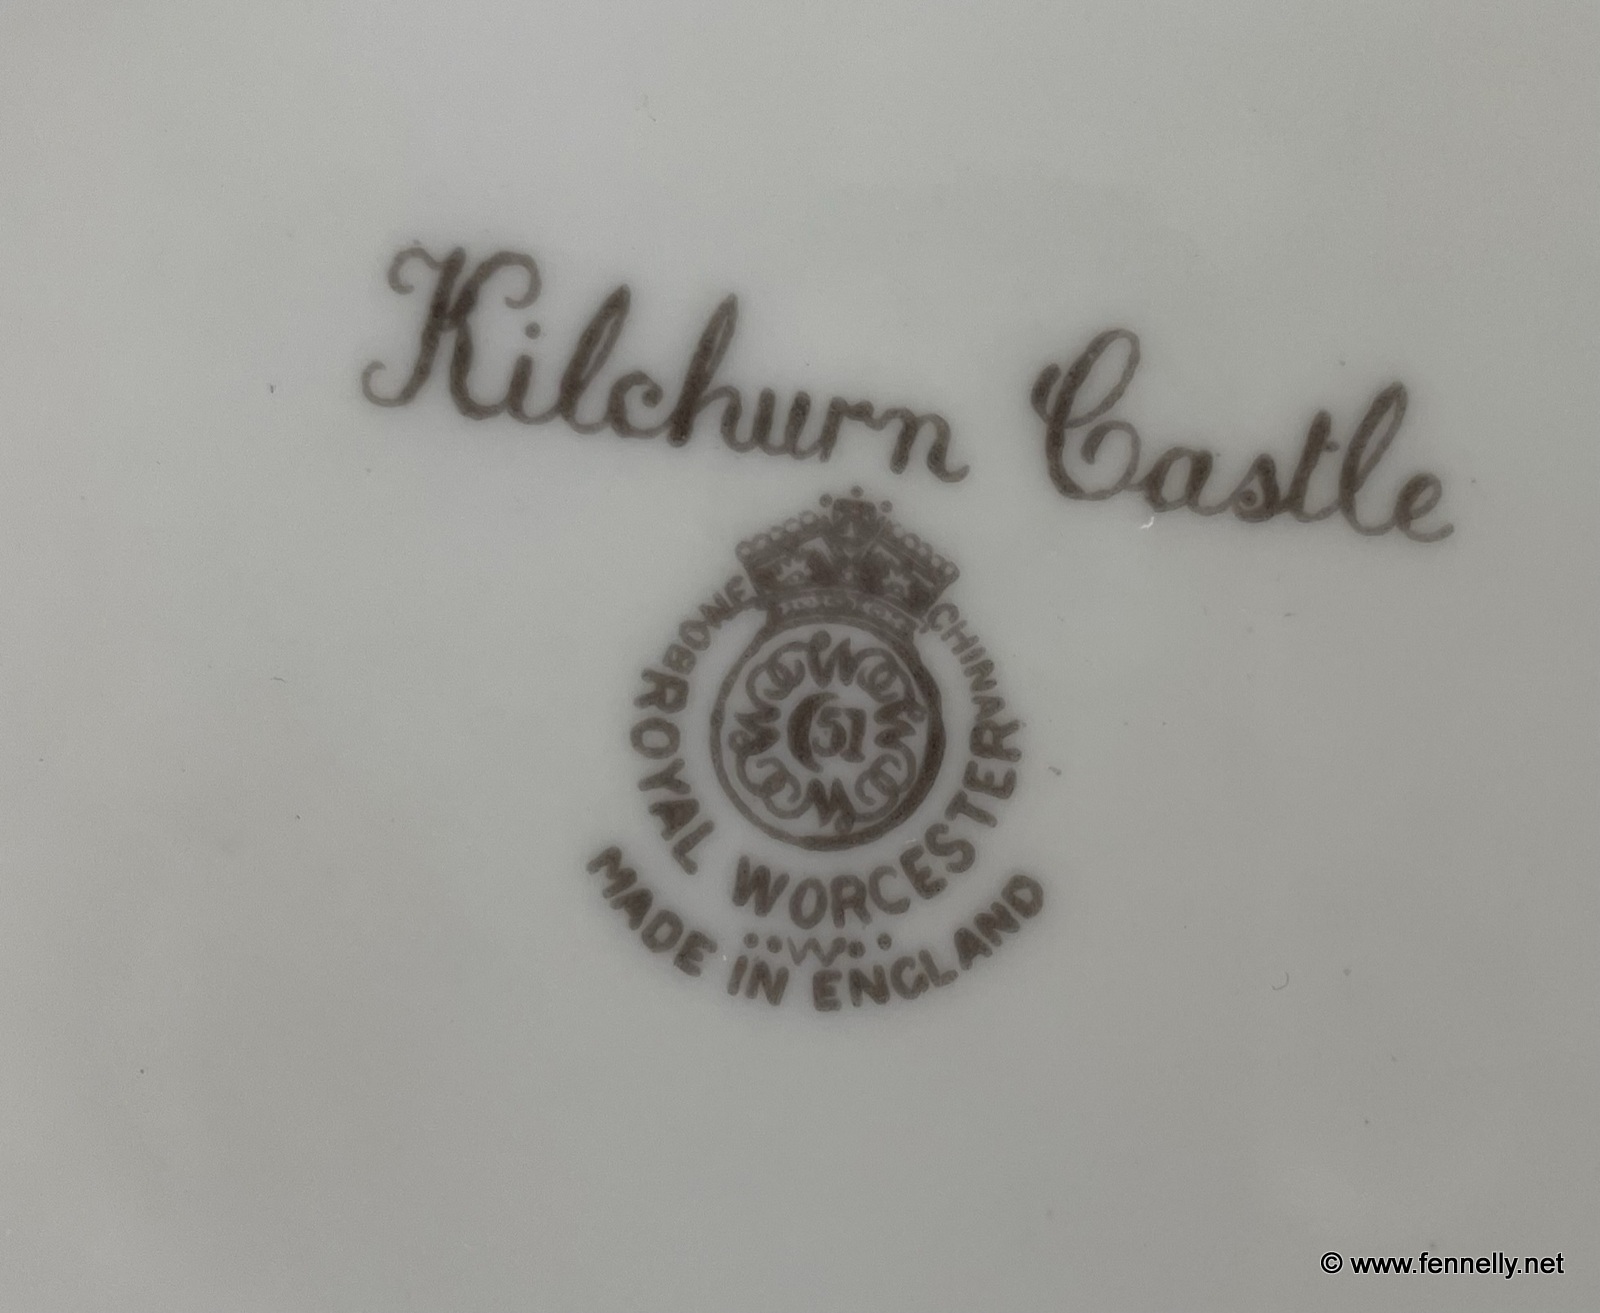 Kilchurn Castle
BONE CHINA
51
ROYAL WORCESTER
W
MADE IN ENGLAND
© www.fennelly.net